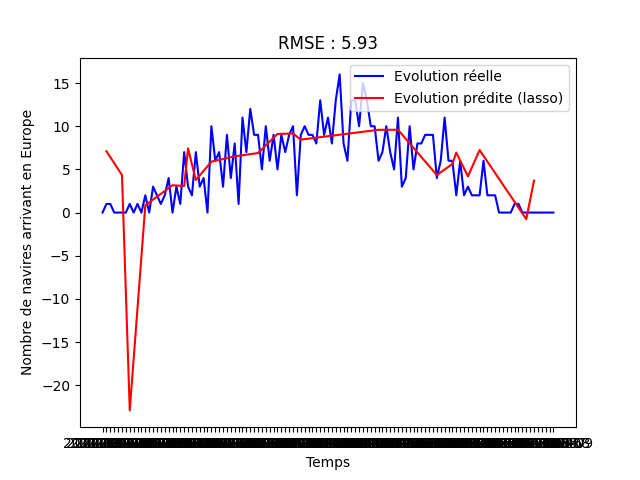 RMSE : 5.93
Evolution réelle
Evolution prédite (lasso)
Nombre de navires arrivant en Europe
15
10
5
0
−5
−10
−15
−20
Temps